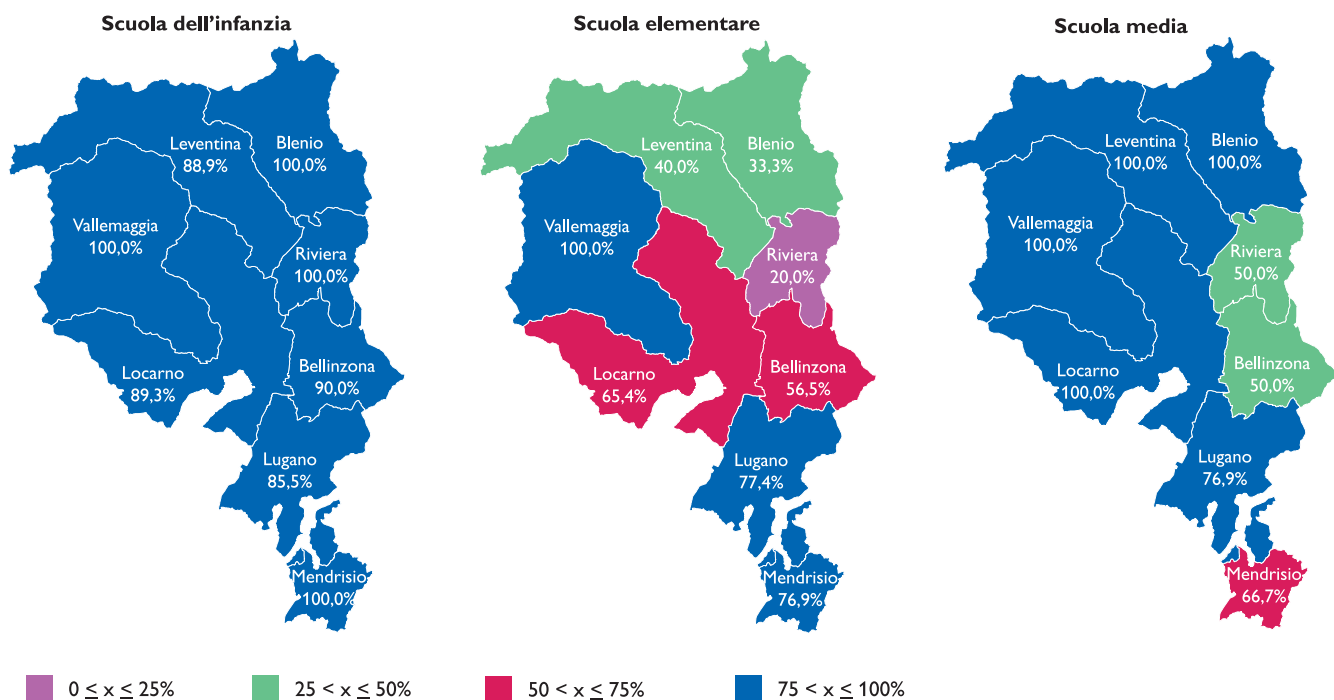 Scuola dell'infanzia
Leventina
88,9%
Blenio
100,0%
Vallemaggia
100,0%
Riviera
100,0%
Locarno
89,3%
Bellinzona
90,0%
Lugano
85,5%
Mendrisio
100,0%
Scuola elementare
Leventina
40,0%
Blenio
33,3%
Vallemaggia
100,0%
Riviera
20,0%
Locarno
65,4%
Bellinzona
56,5%
Lugano
77,4%
Mendrisio
76,9%
Scuola media
Leventina
100,0%
Blenio
100,0%
Vallemaggia
100,0%
Riviera
50,0%
Locarno
100,0%
Bellinzona
50,0%
Lugano
76,9%
Mendrisio
66,7%
0 ≤ x ≤ 25%
25 < x ≤ 50%
50 < x ≤ 75%
75 < x ≤ 100%